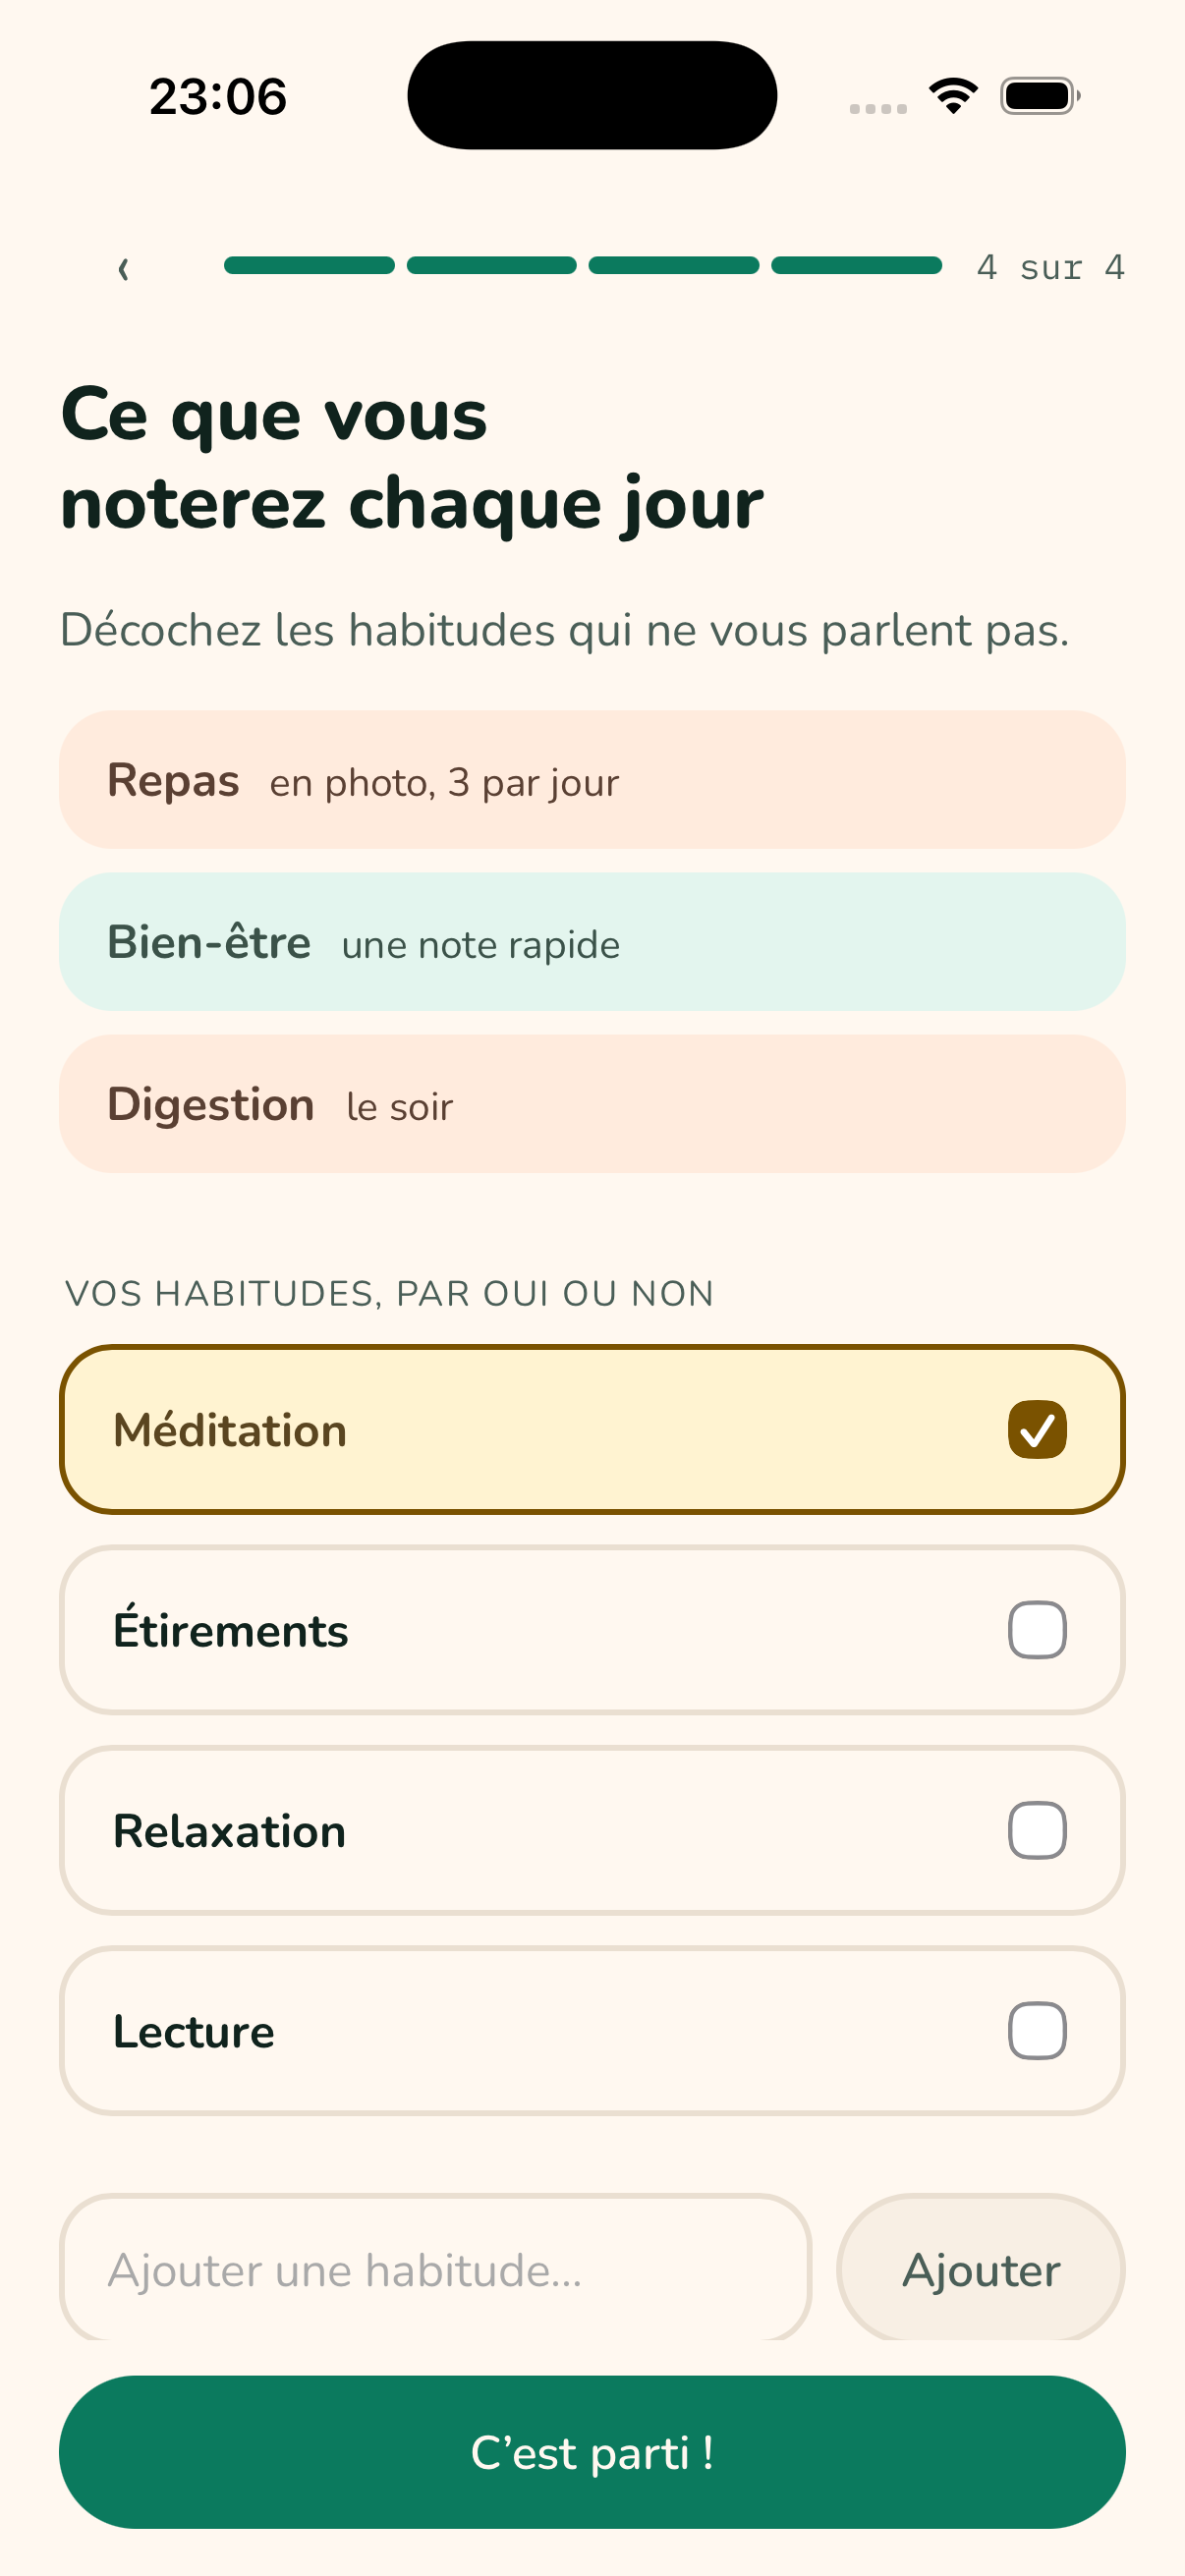 23:06
4 sur 4
Ce que vous
noterez chaque jour
Décochez les habitudes qui ne vous parlent pas.
Repas en photo, 3 par jour
Bien-être une note rapide
Digestion le soir
VOS HABITUDES, PAR OUI OU NON
Méditation
Étirements
Relaxation
Lecture
Ajouter une habitude...
Ajouter
C’est parti !